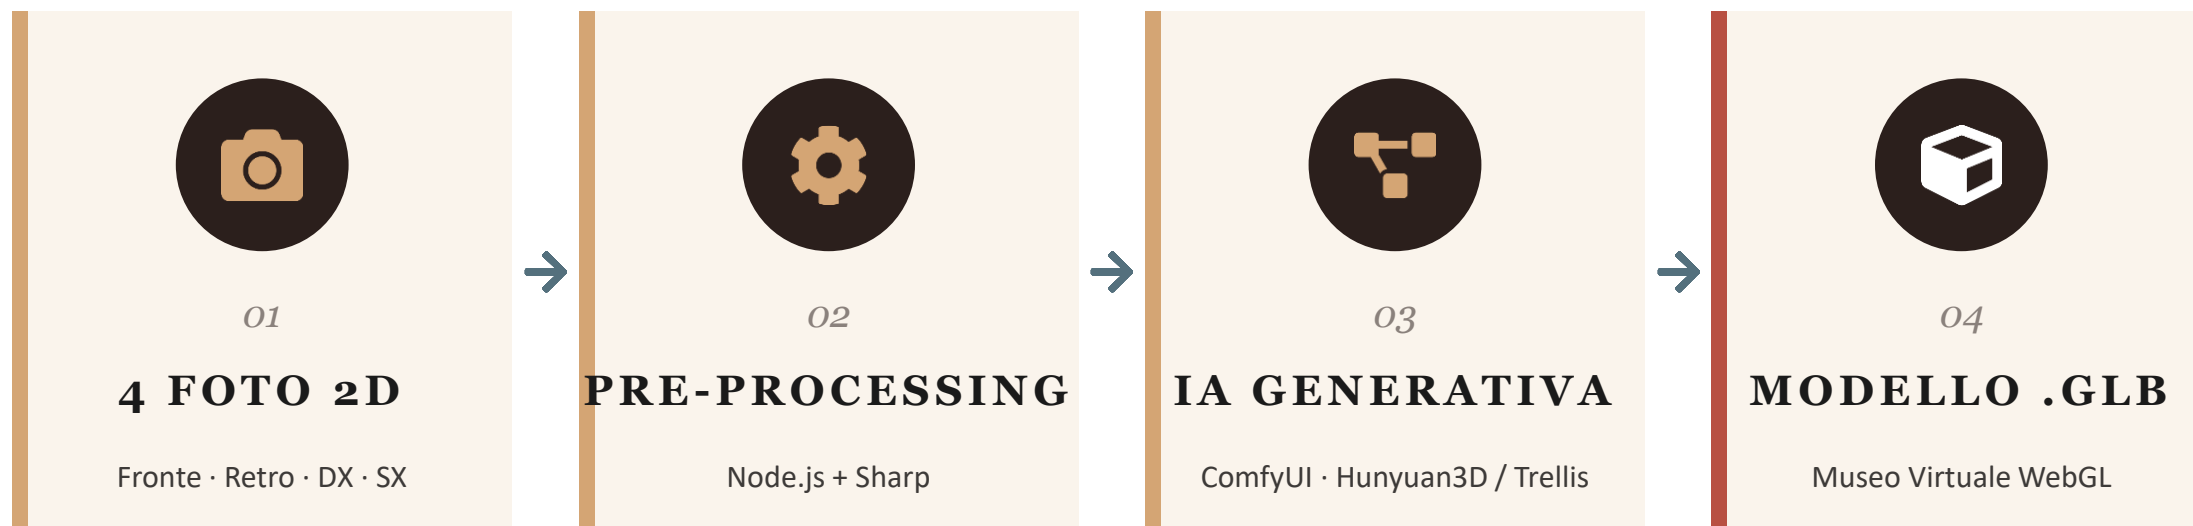 01
4 FOTO 2D
Fronte · Retro · DX · SX
02
PRE-PROCESSING
Node.js + Sharp
03
IA GENERATIVA
ComfyUI · Hunyuan3D / Trellis
04
MODELLO .GLB
Museo Virtuale WebGL